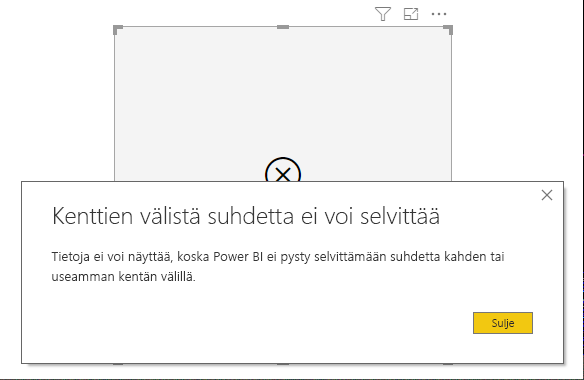 Kenttien välistä suhdetta ei voi selvittää
Tietoja ei voi näyttää, koska Power BI ei pysty selvittämään suhdetta kahden tai
useamman kentän välillä.
Sulje